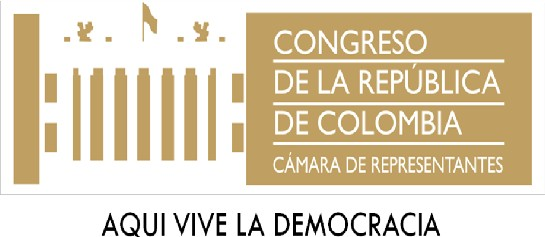 CONGRESO
DE LA REPÚBLICA
DE COLOMBIA
CÁMARA DE REPRESENTANTES
AQUI VIVE LA DEMOCRACIA